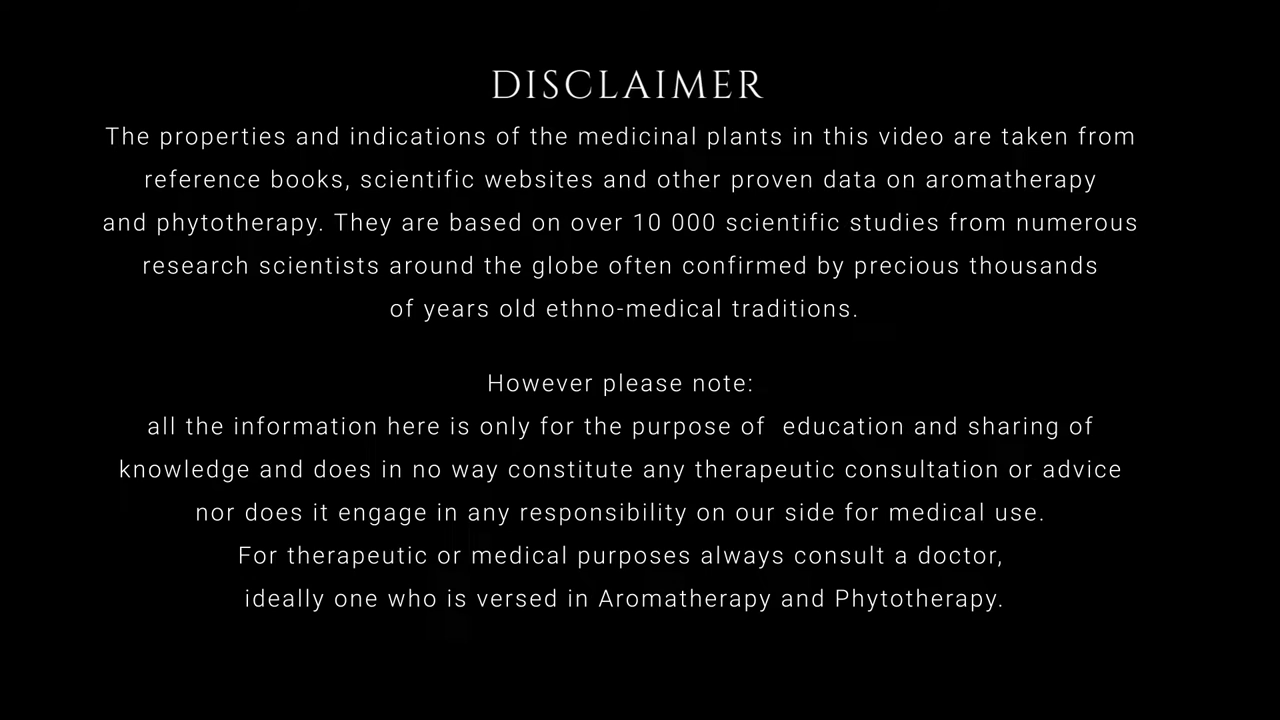 DISCLAIMER
The properties and indications of the medicinal plants in this video are taken from
reference books, scientific websites and other proven data on aromatherapy
and phytotherapy. They are based on over 10 000 scientific studies from numerous
research scientists around the globe often confirmed by precious thousands
of years old ethno-medical traditions.
However please note:
all the information here is only for the purpose of  education and sharing of
knowledge and does in no way constitute any therapeutic consultation or advice
nor does it engage in any responsibility on our side for medical use.
For therapeutic or medical purposes always consult a doctor,
ideally one who is versed in Aromatherapy and Phytotherapy.